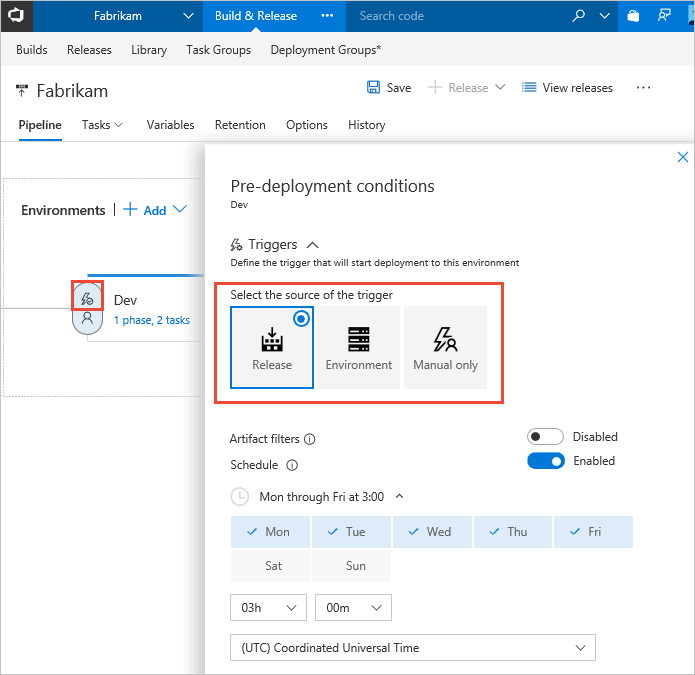 Fabrikam
Build & Release
Search code
Builds
Releases
Library
Task Groups
Deployment Groups*
Fabrikam
Save
Release
View releases
Pipeline
Tasks
Variables
Retention
Options
History
Environments
Add
Dev
1 phase, 2 tasks
Pre-deployment conditions
Dev
Triggers
Define the trigger that will start deployment to this environment
Select the source of the trigger
Release
Environment
Manual only
Artifact filters
Disabled
Schedule
Enabled
Mon through Fri at 3:00
Mon
Tue
Wed
Thu
Fri
Sat
Sun
03h
00m
(UTC) Coordinated Universal Time